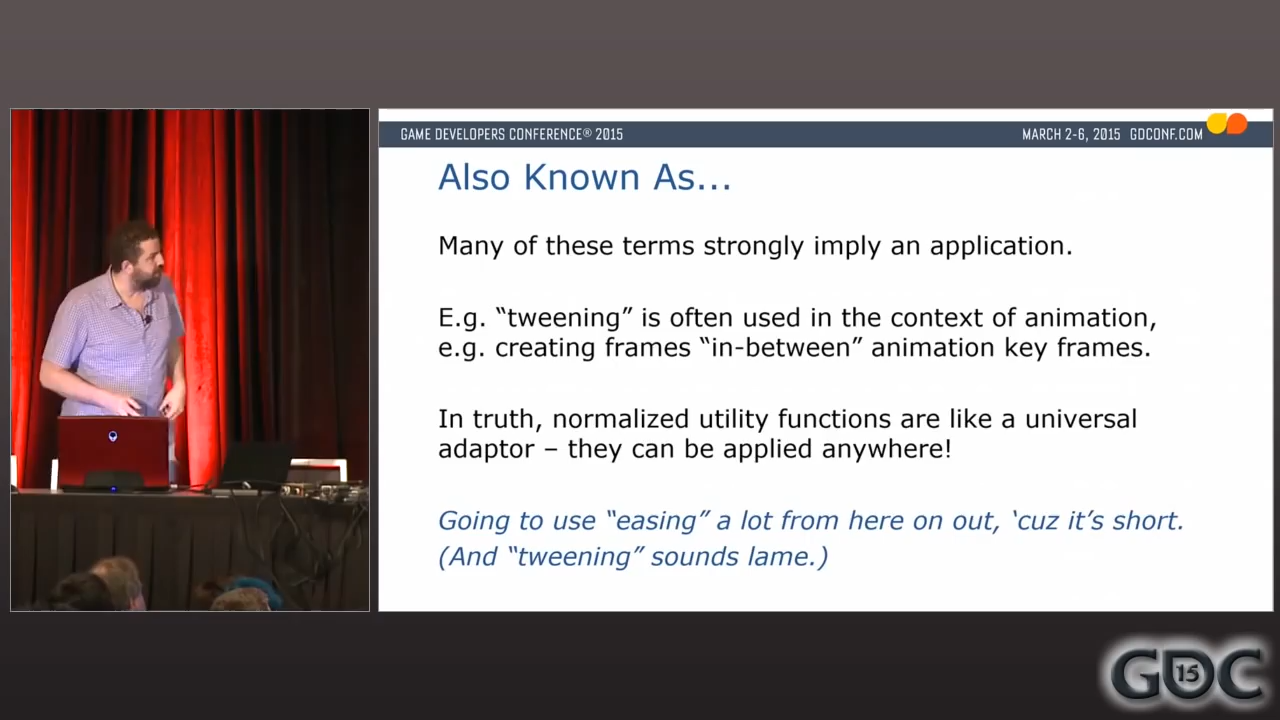 GAME DEVELOPERS CONFERENCE® 2015
MARCH 2-6, 2015 GDCONF.COM
Also Known As...
Many of these terms strongly imply an application.
E.g. “tweening” is often used in the context of animation,
e.g. creating frames “in-between” animation key frames.
In truth, normalized utility functions are like a universal
adaptor – they can be applied anywhere!
Going to use “easing” a lot from here on out, ‘cuz it’s short.
(And “tweening” sounds lame.)
GDC
15